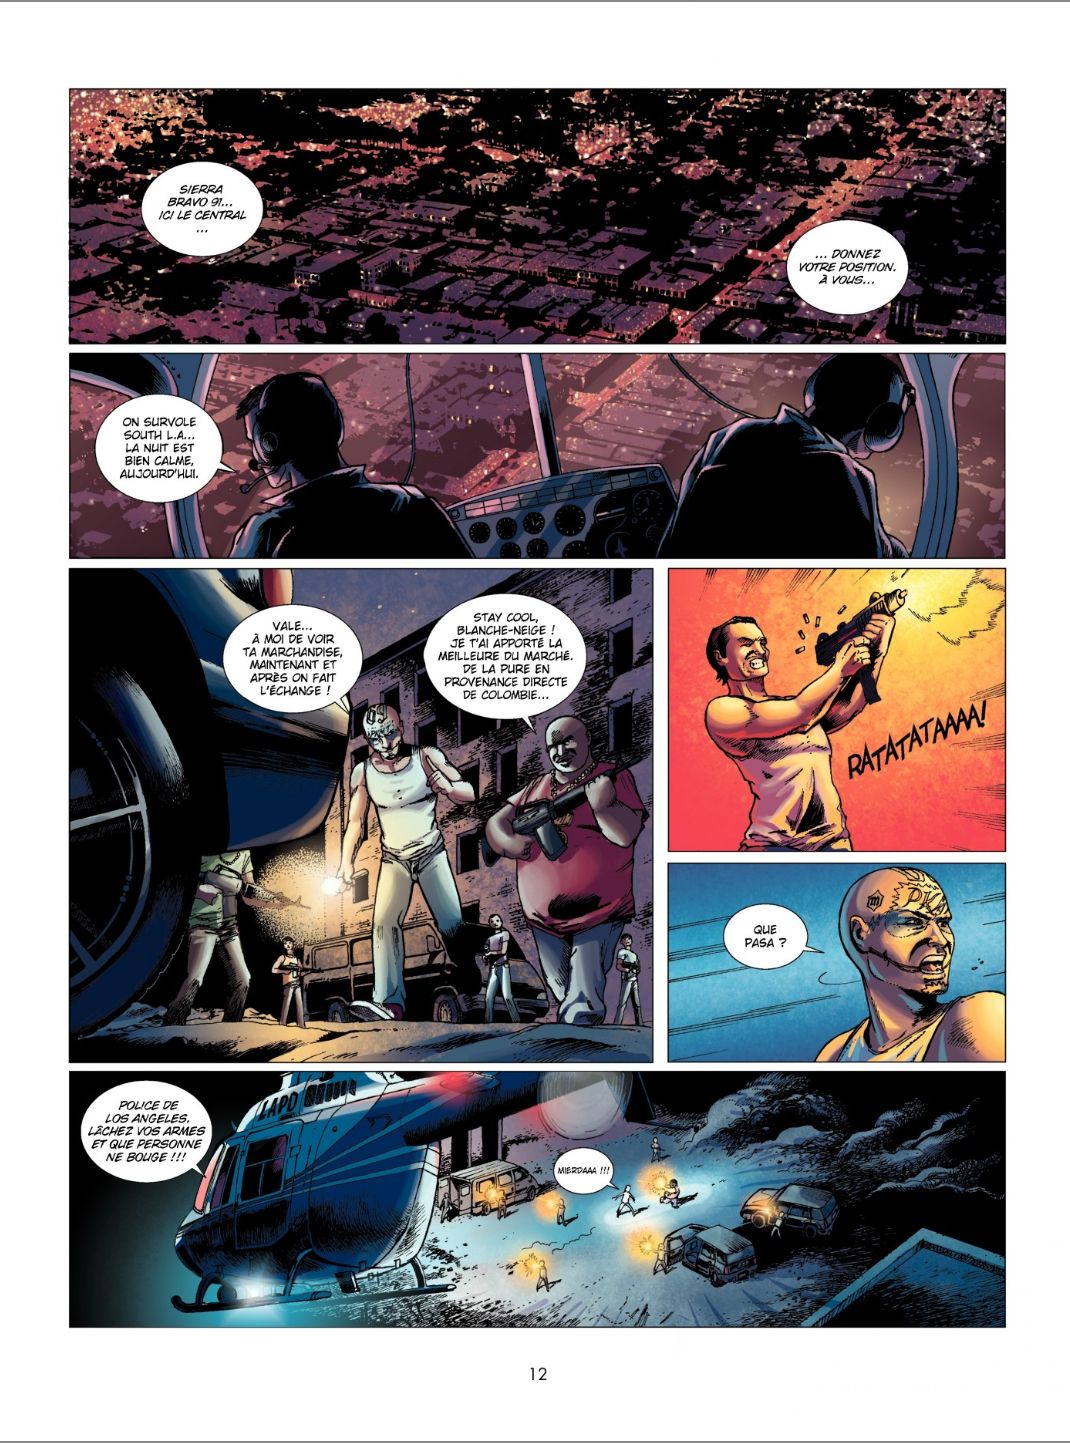 SIERRA
BRAVO 91...
ICI LE CENTRAL
...
... DONNEZ
VOTRE POSITION.
À VOUS...
ON SURVOLE
SOUTH L.A...
LA NUIT EST
BIEN CALME,
AUJOURD'HUI.
VALE...
À MOI DE VOIR
TA MARCHANDISE,
MAINTENANT ET
APRÈS ON FAIT
L'ÉCHANGE !
STAY COOL,
BLANCHE-NEIGE !
JE T'AI APPORTÉ LA
MEILLEURE DU MARCHÉ.
DE LA PURE EN
PROVENANCE DIRECTE
DE COLOMBIE...
RATATATAAAA!
QUE
PASA ?
POLICE DE
LOS ANGELES.
LÂCHEZ VOS ARMES
ET QUE PERSONNE
NE BOUGE !!!
LAPD
MIERDAAA !!!
12